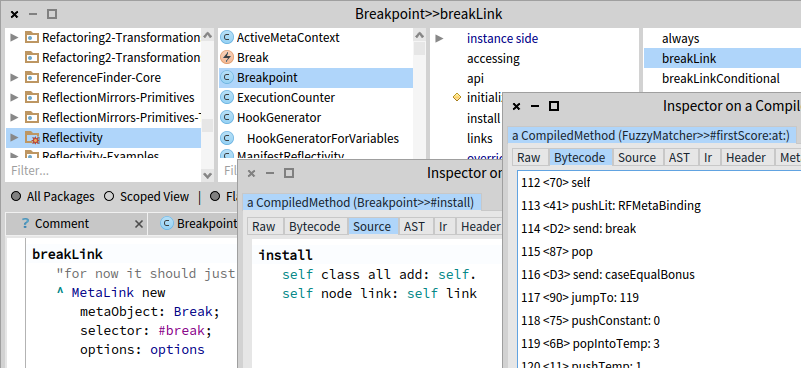 Breakpoint>>breakLink
Refactoring2-Transformation
Refactoring2-Transformation
ReferenceFinder-Core
ReflectionMirrors-Primitives
ReflectionMirrors-Primitives-T
Reflectivity
Reflectivity-Examples
Filter...
ActiveMetaContext
Break
Breakpoint
ExecutionCounter
HookGenerator
HookGeneratorForVariables
ManifestReflectivity
Fil
instance side
accessing
api
initializ
install
links
overrid
always
breakLink
breakLinkConditional
All Packages
Scoped View
Fl
? Comment
Breakpoint
breakLink
"for now it should just
^ MetaLink new
metaObject: Break;
selector: #break;
options: options
Inspector on
a CompiledMethod (Breakpoint>>#install)
Raw Bytecode Source AST Ir Header
install
self class all add: self.
self node link: self link
Inspector on a Compil
a CompiledMethod (FuzzyMatcher>>#firstScore:at:)
Raw Bytecode Source AST Ir Header Meta
112 <70> self
113 <41> pushLit: RFMetaBinding
114 <D2> send: break
115 <87> pop
116 <D3> send: caseEqualBonus
117 <90> jumpTo: 119
118 <75> pushConstant: 0
119 <6B> popIntoTemp: 3
120 <11> pushTemp: 1